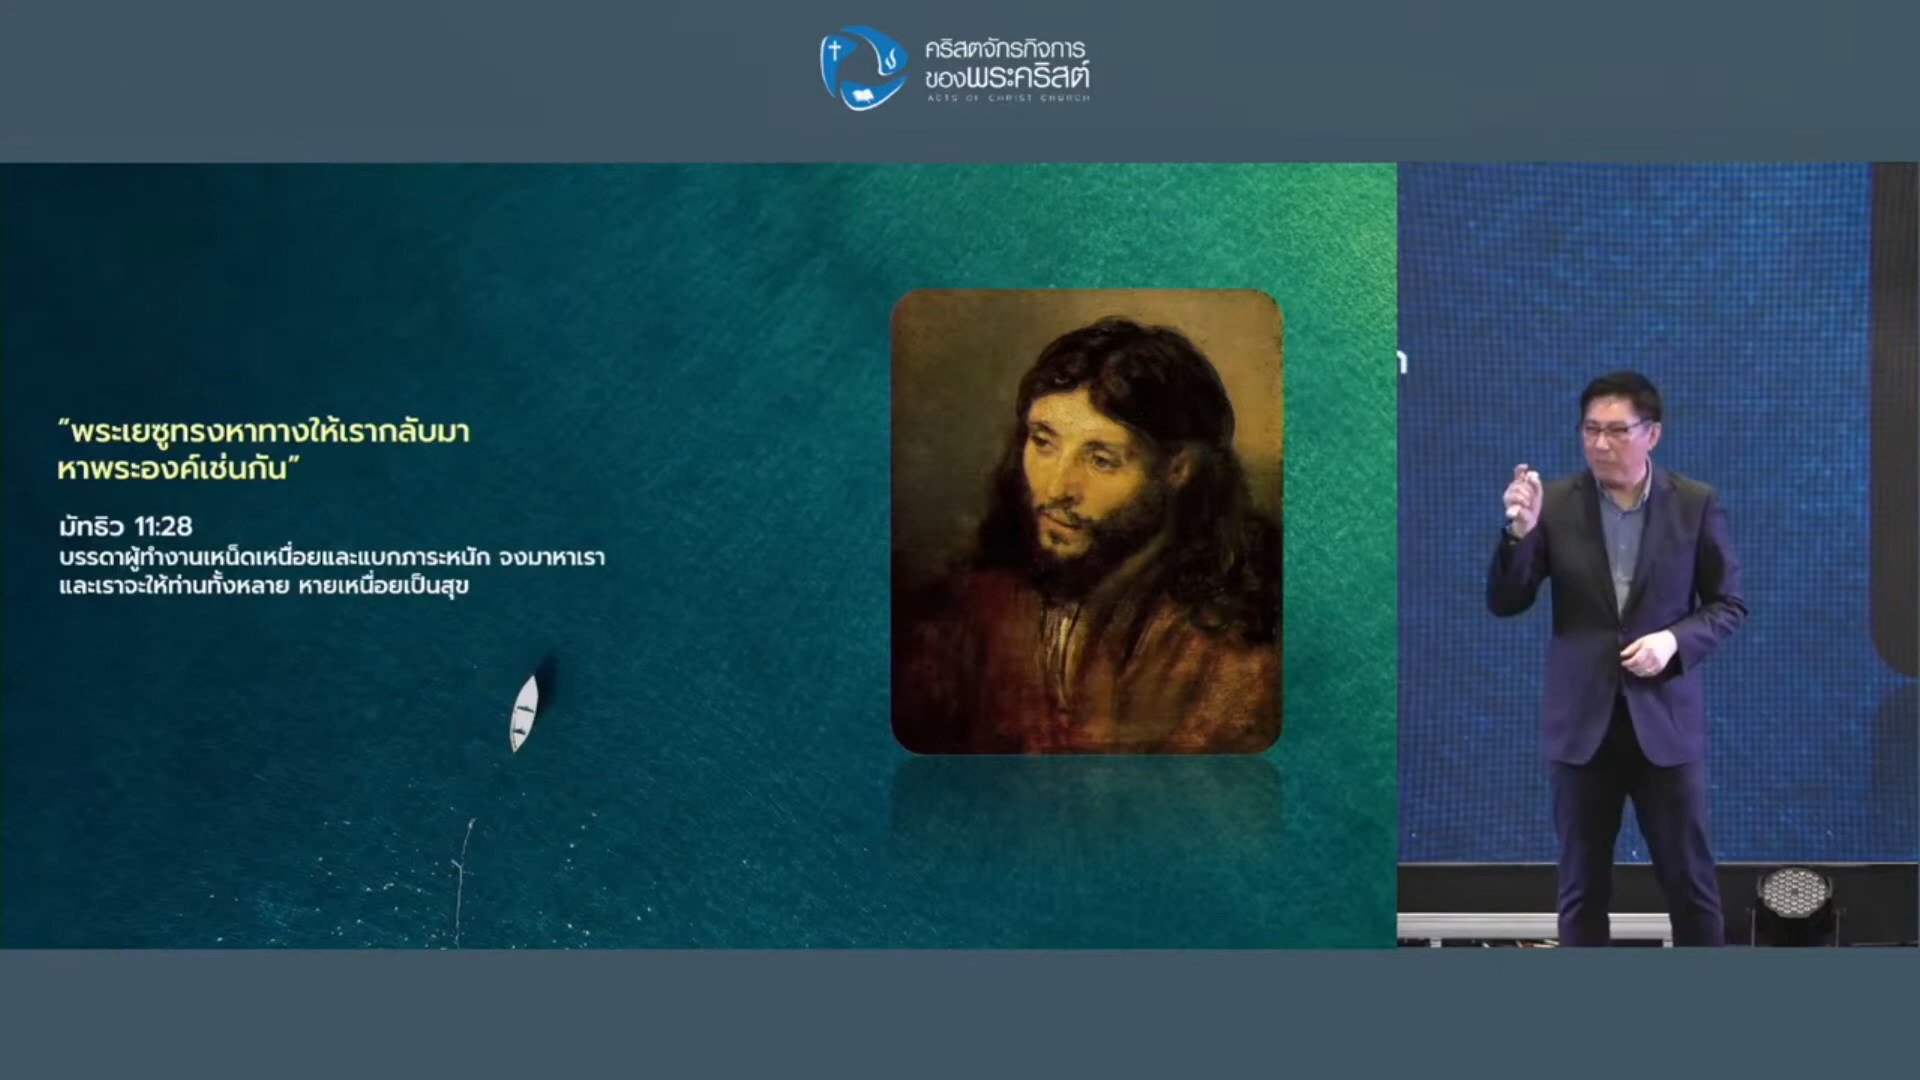 คริสตจักรกิจการ
ของพระคริสต์
ACTS OF CHRIST CHURCH
“พระเยซูทรงหาทางให้เรากลับมา
หาพระองค์เช่นกัน”
มัทธิว 11:28
บรรดาผู้ทำงานเหน็ดเหนื่อยและแบกภาระหนัก จงมาหาเรา
และเราจะให้ท่านทั้งหลาย หายเหนื่อยเป็นสุข